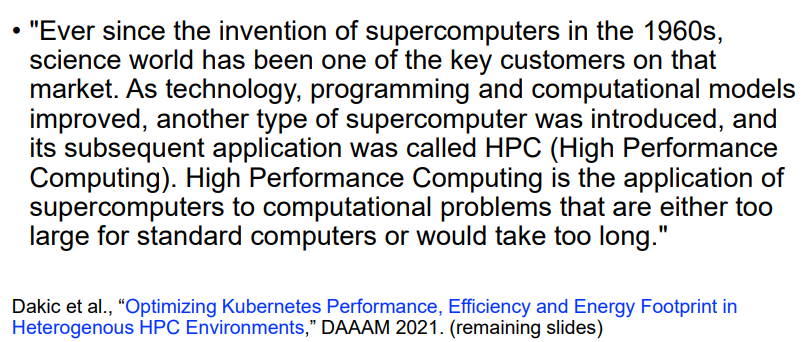 • "Ever since the invention of supercomputers in the 1960s,
science world has been one of the key customers on that
market. As technology, programming and computational models
improved, another type of supercomputer was introduced, and
its subsequent application was called HPC (High Performance
Computing). High Performance Computing is the application of
supercomputers to computational problems that are either too
large for standard computers or would take too long."
Dakic et al., “Optimizing Kubernetes Performance, Efficiency and Energy Footprint in
Heterogenous HPC Environments,” DAAAM 2021. (remaining slides)